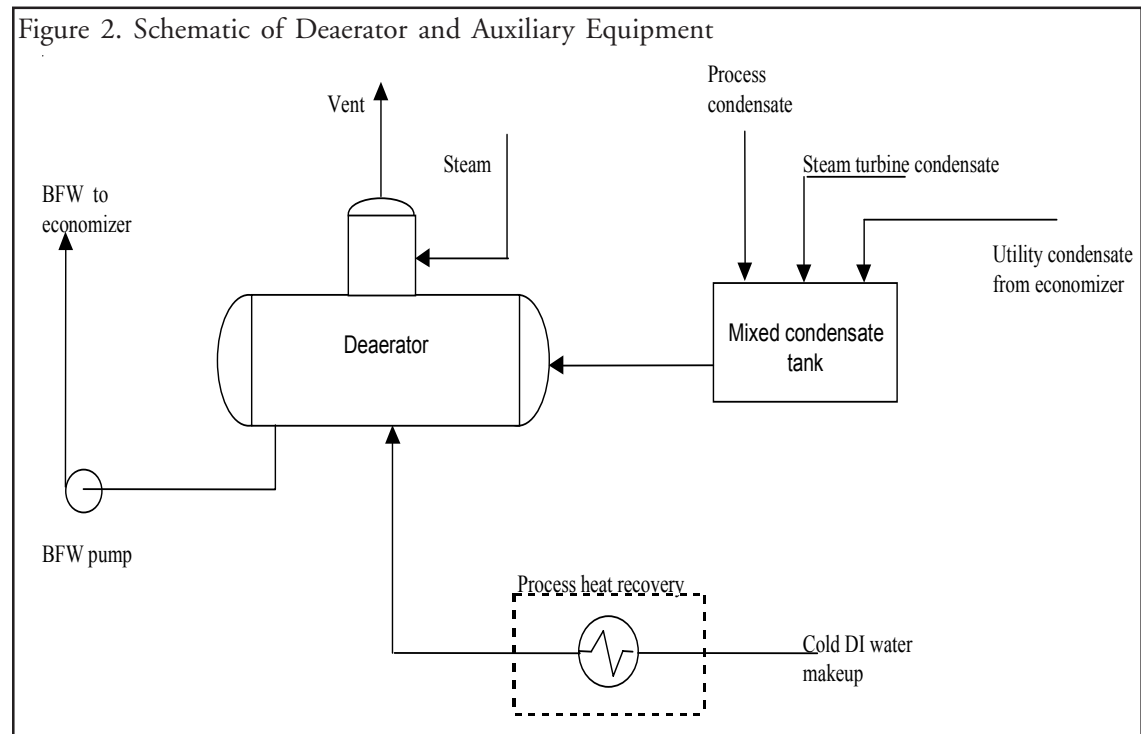 Figure 2. Schematic of Deaerator and Auxiliary Equipment
Process
condensate
Vent
Steam
Steam turbine condensate
BFW to
economizer
Utility condensate
from economizer
Deaerator
Mixed condensate
tank
BFW pump
Process heat recovery
Cold DI water
makeup